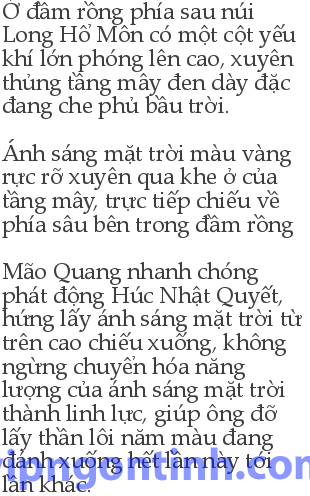 Ở đầm rồng phía sau núi
Long Hổ Môn có một cột yếu
khí lớn phóng lên cao, xuyên
thủng tầng mây đen dày đặc
đang che phủ bầu trời.
Ánh sáng mặt trời màu vàng
rực rỡ xuyên qua khe ở của
tầng mây, trực tiếp chiếu về
phía sâu bên trong đầm rồng
Mão Quang nhanh chóng
phát động Húc Nhật Quyết,
hứng lấy ánh sáng mặt trời từ
trên cao chiếu xuống, không
ngừng chuyển hóa năng
lượng của ánh sáng mặt trời
thành linh lực, giúp ông đỡ
lấy thần lôi năm màu đang
đánh xuống hết lần này tới
lần khác.
vipngontinh.com